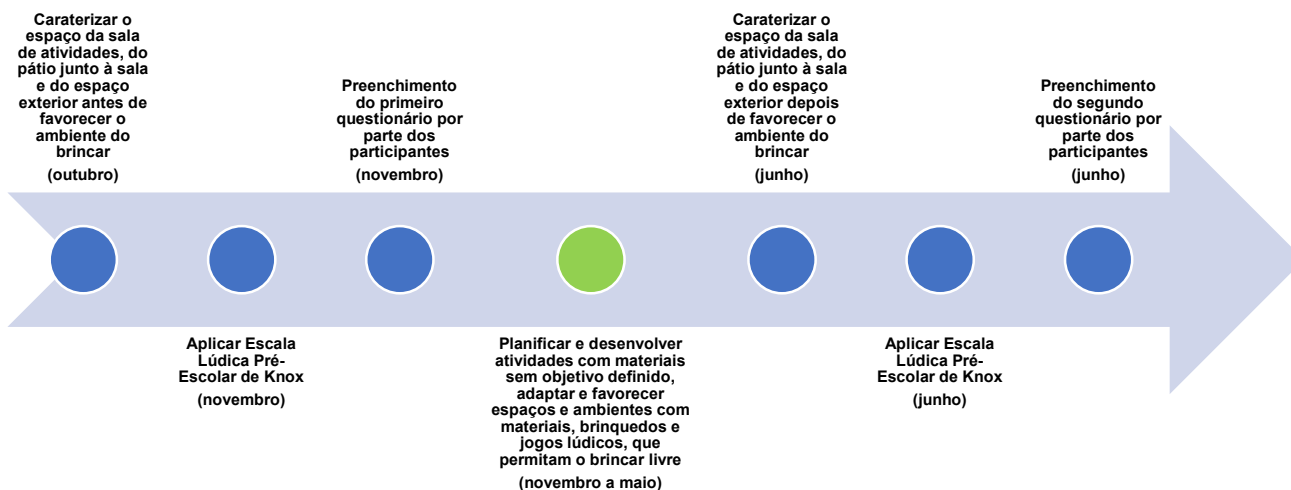 Caraterizar o
espaço da sala
de atividades, do
pátio junto à sala
e do espaço
exterior antes de
favorecer o
ambiente do
brincar
(outubro)
Aplicar Escala
Lúdica Pré-
Escolar de Knox
(novembro)
Preenchimento
do primeiro
questionário por
parte dos
participantes
(novembro)
Planificar e desenvolver
atividades com materiais
sem objetivo definido,
adaptar e favorecer
espaços e ambientes com
materiais, brinquedos e
jogos lúdicos, que
permitam o brincar livre
(novembro a maio)
Caraterizar o
espaço da sala
de atividades, do
pátio junto à sala
e do espaço
exterior depois
de favorecer o
ambiente do
brincar
(junho)
Aplicar Escala
Lúdica Pré-
Escolar de Knox
(junho)
Preenchimento
do segundo
questionário por
parte dos
participantes
(junho)